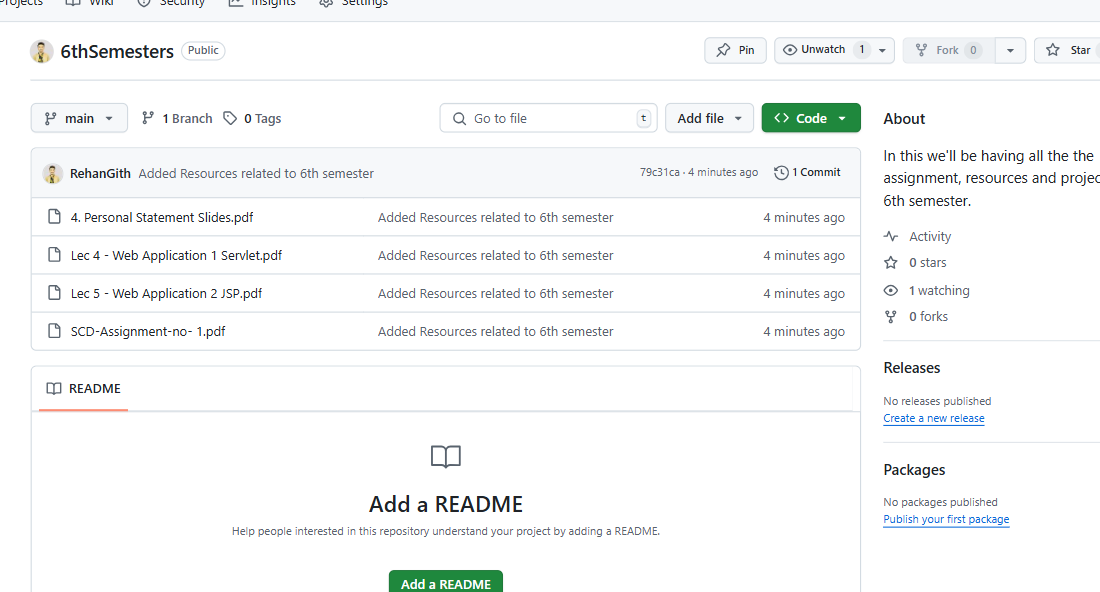 Projects Wiki Security Insights Settings
6thSemesters Public Pin Unwatch 1 Fork 0 Star
main 1 Branch 0 Tags Go to file t Add file Code
RehanGith Added Resources related to 6th semester 79c31ca · 4 minutes ago 1 Commit
4. Personal Statement Slides.pdf Added Resources related to 6th semester 4 minutes ago
Lec 4 - Web Application 1 Servlet.pdf Added Resources related to 6th semester 4 minutes ago
Lec 5 - Web Application 2 JSP.pdf Added Resources related to 6th semester 4 minutes ago
SCD-Assignment-no- 1.pdf Added Resources related to 6th semester 4 minutes ago
README
Add a README
Help people interested in this repository understand your project by adding a README.
Add a README
About
In this we'll be having all the the
assignment, resources and projec
6th semester.
Activity
0 stars
1 watching
0 forks
Releases
No releases published
Create a new release
Packages
No packages published
Publish your first package